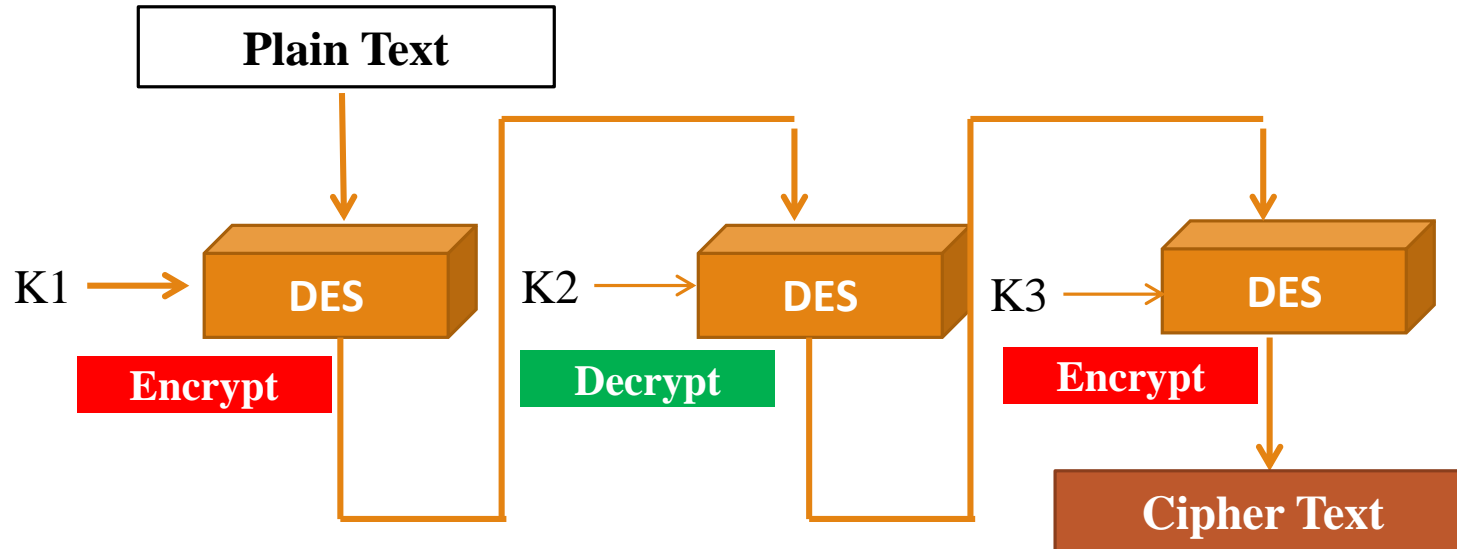 Plain Text
K1
DES
K2
DES
K3
DES
Encrypt
Decrypt
Encrypt
Cipher Text